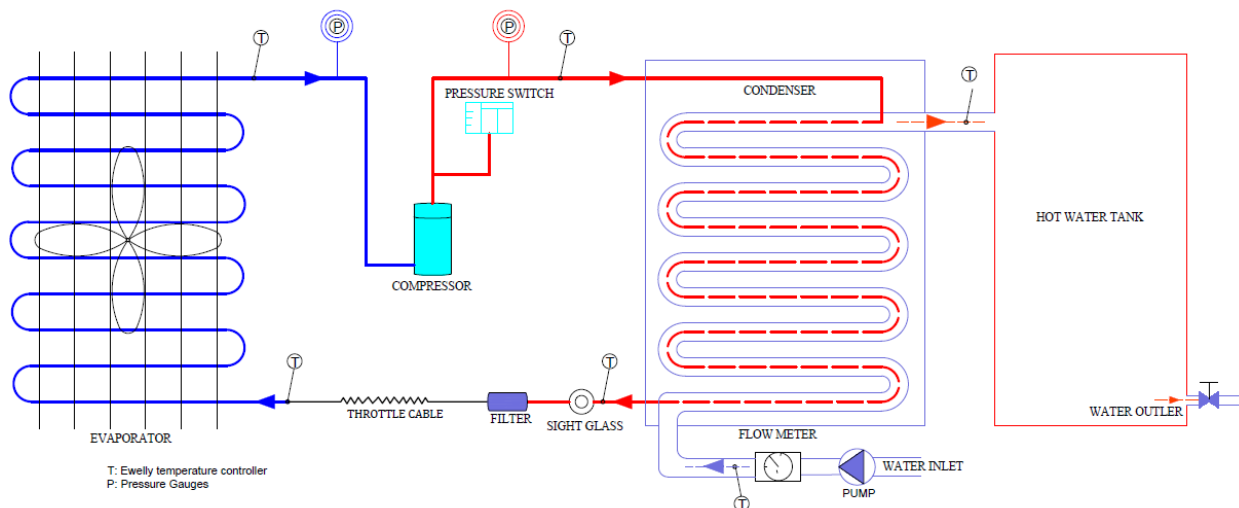 T
P
P
T
T
PRESSURE SWITCH
CONDENSER
HOT WATER TANK
COMPRESSOR
T
T
THROTTLE CABLE
FILTER
SIGHT GLASS
WATER OUTLER
EVAPORATOR
FLOW METER
WATER INLET
PUMP
T
T: Ewelly temperature controller
P: Pressure Gauges